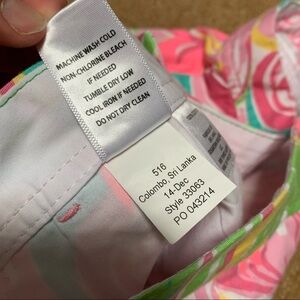 MACHINE WASH COLD
NON-CHLORINE BLEACH
IF NEEDED
TUMBLE DRY LOW
COOL IRON IF NEEDED
DO NOT DRY CLEAN
516
Colombo, Sri Lanka
14-Dec
Style 33063
PO 043214